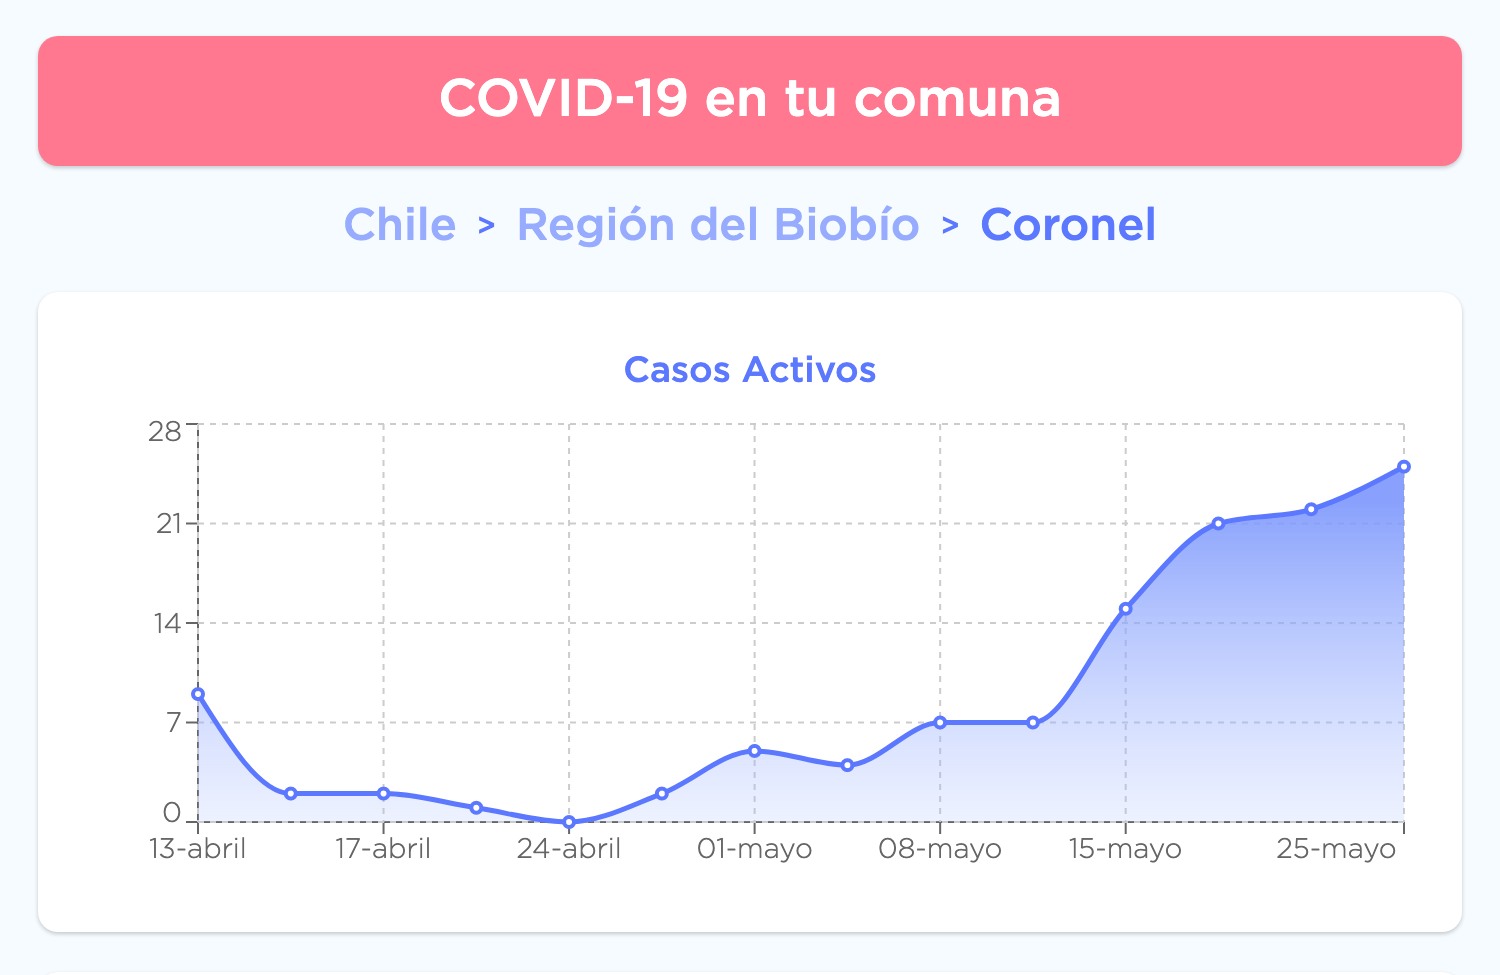 COVID-19 en tu comuna
Chile > Región del Biobío > Coronel
Casos Activos
28
21
14
7
0
13-abril 17-abril 24-abril 01-mayo 08-mayo 15-mayo 25-mayo